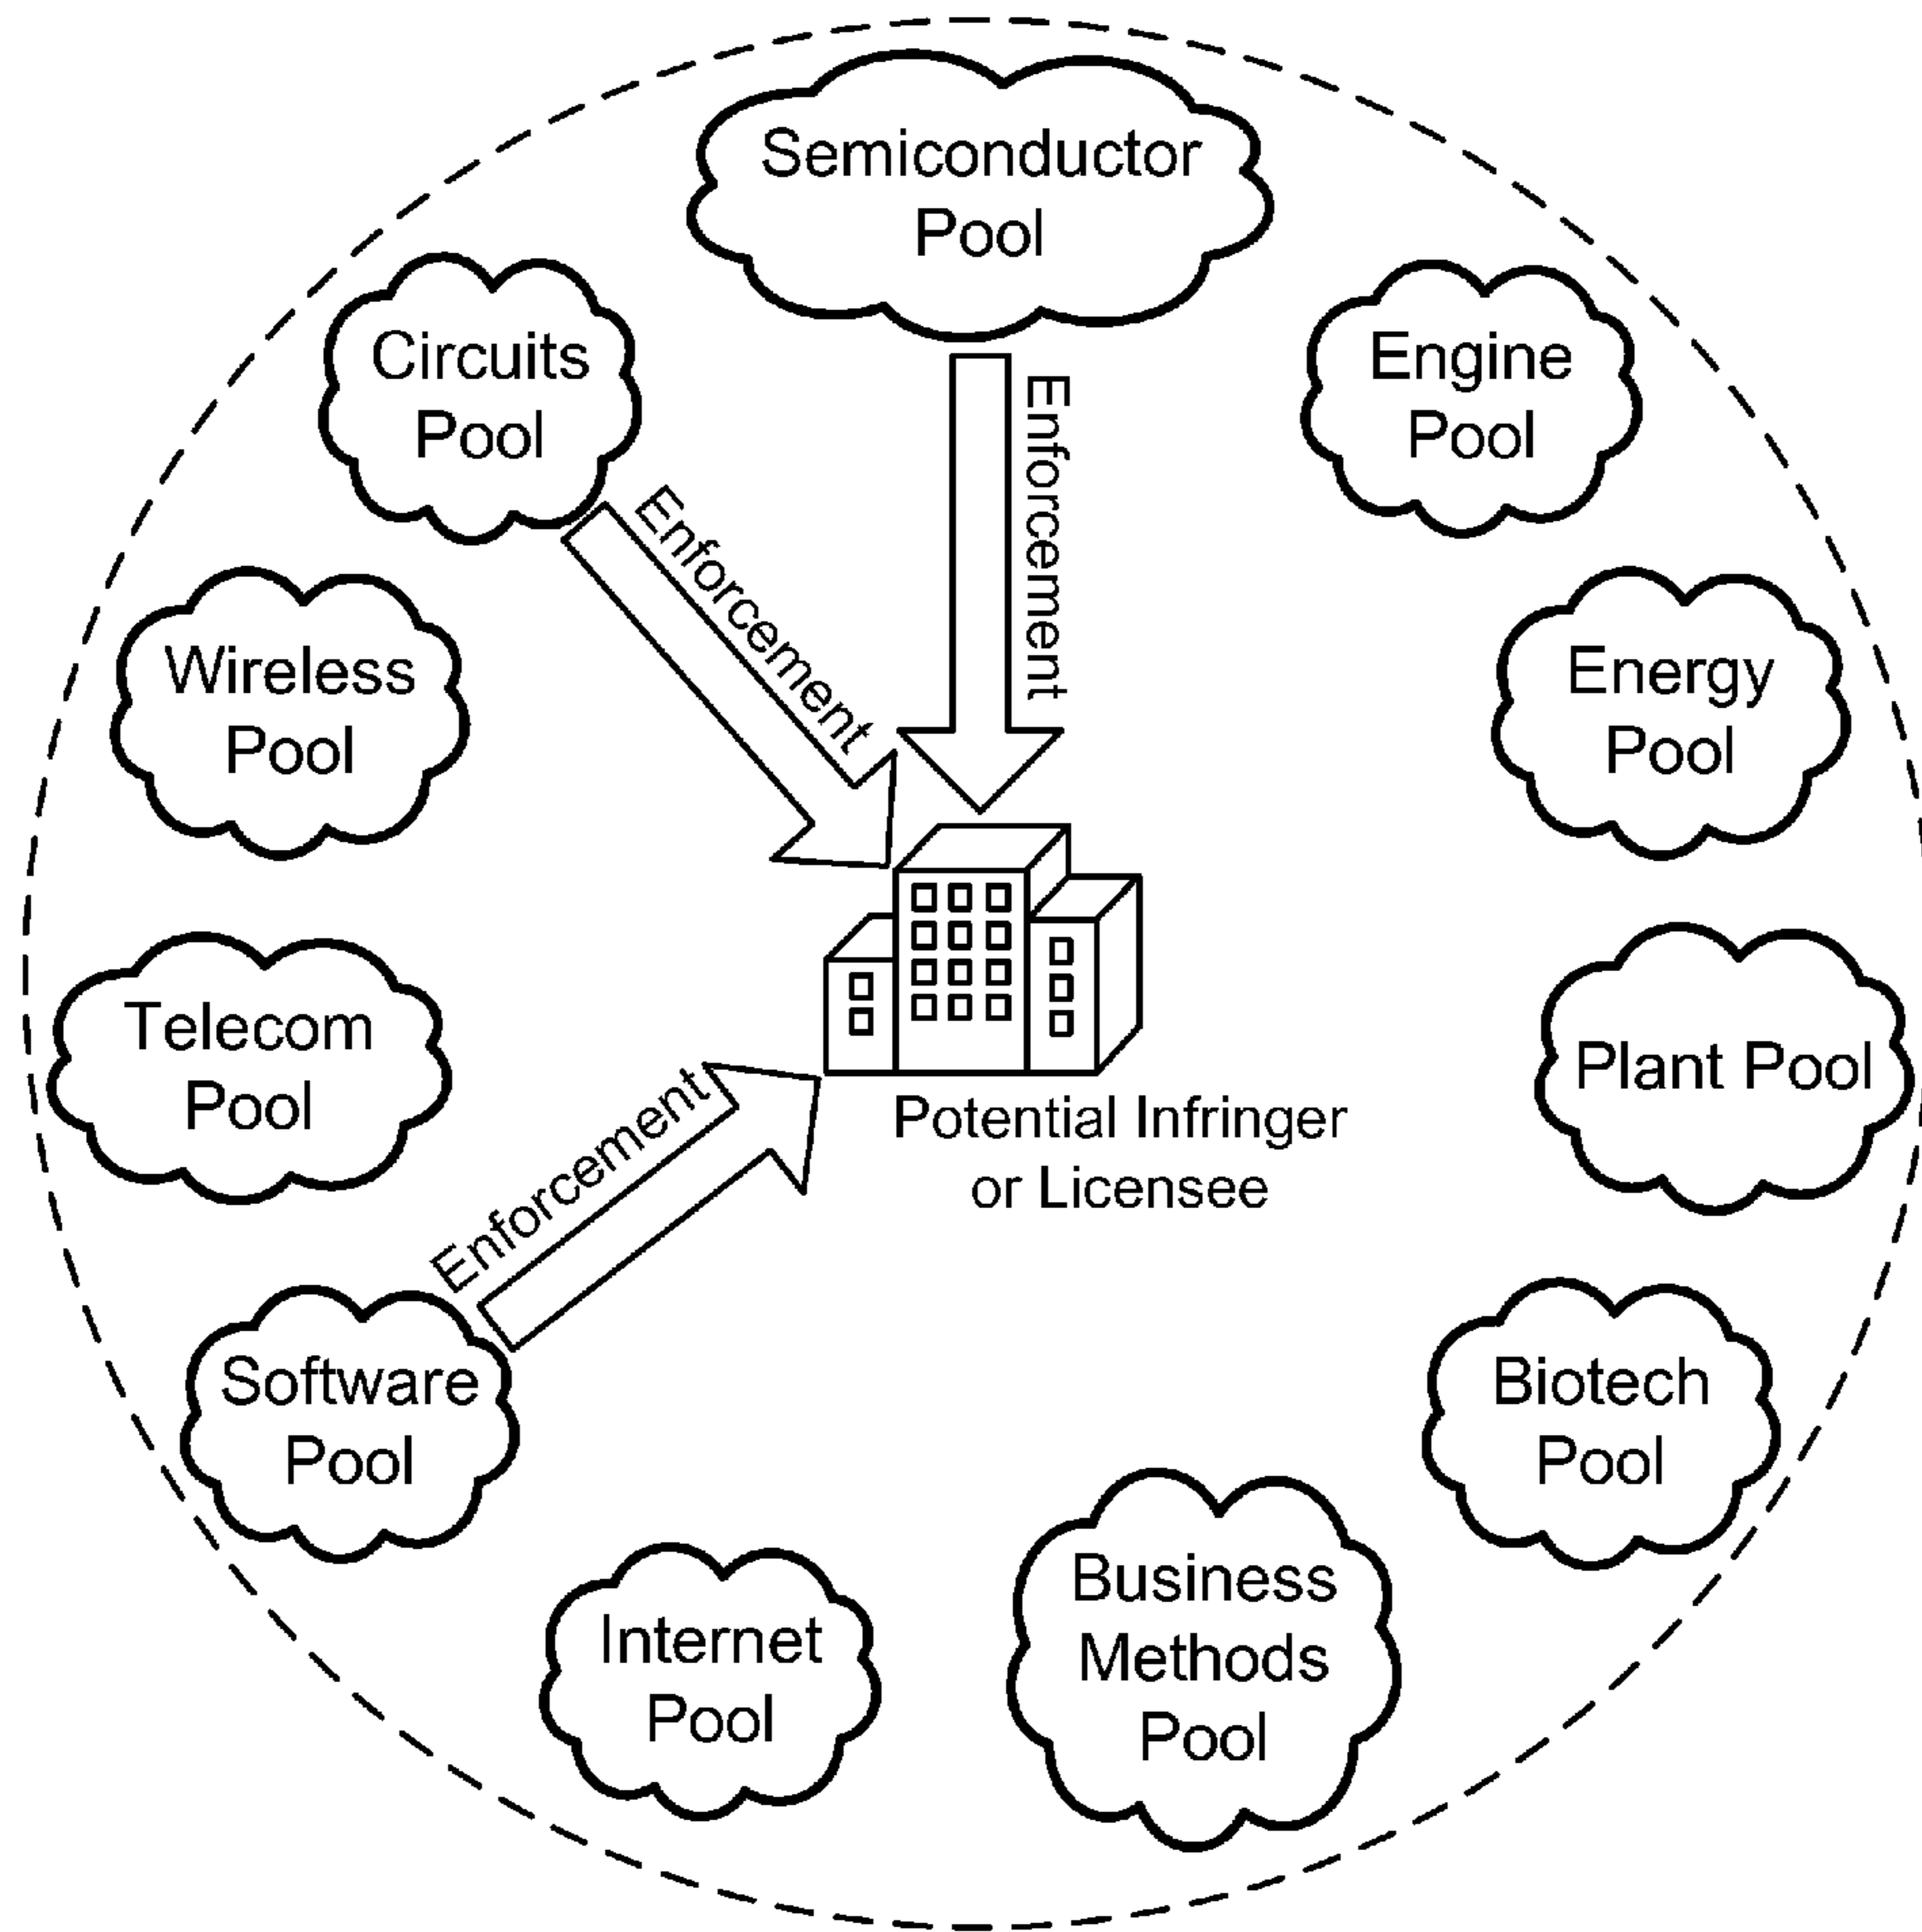 Semiconductor
Pool
Circuits
Pool
Engine
Pool
Enforcement
Enforcement
Wireless
Pool
Energy
Pool
Telecom
Pool
Plant Pool
Enforcement
Potential Infringer
or Licensee
Software
Pool
Biotech
Pool
Internet
Pool
Business
Methods
Pool